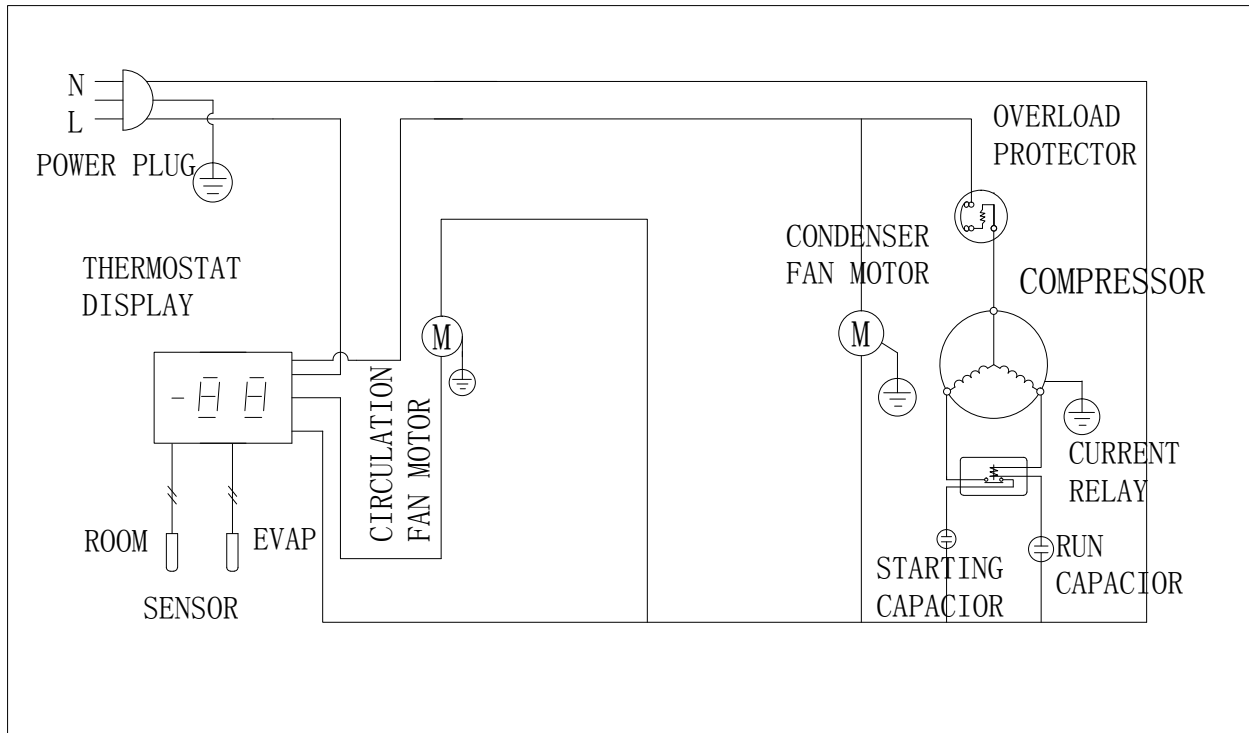 N
L
POWER PLUG
OVERLOAD
PROTECTOR
CONDENSER
FAN MOTOR
THERMOSTAT
DISPLAY
COMPRESSOR
M
M
-88
CIRCULATION
FAN MOTOR
CURRENT
RELAY
ROOM
EVAP
SENSOR
STARTING
CAPACIOR
RUN
CAPACIOR